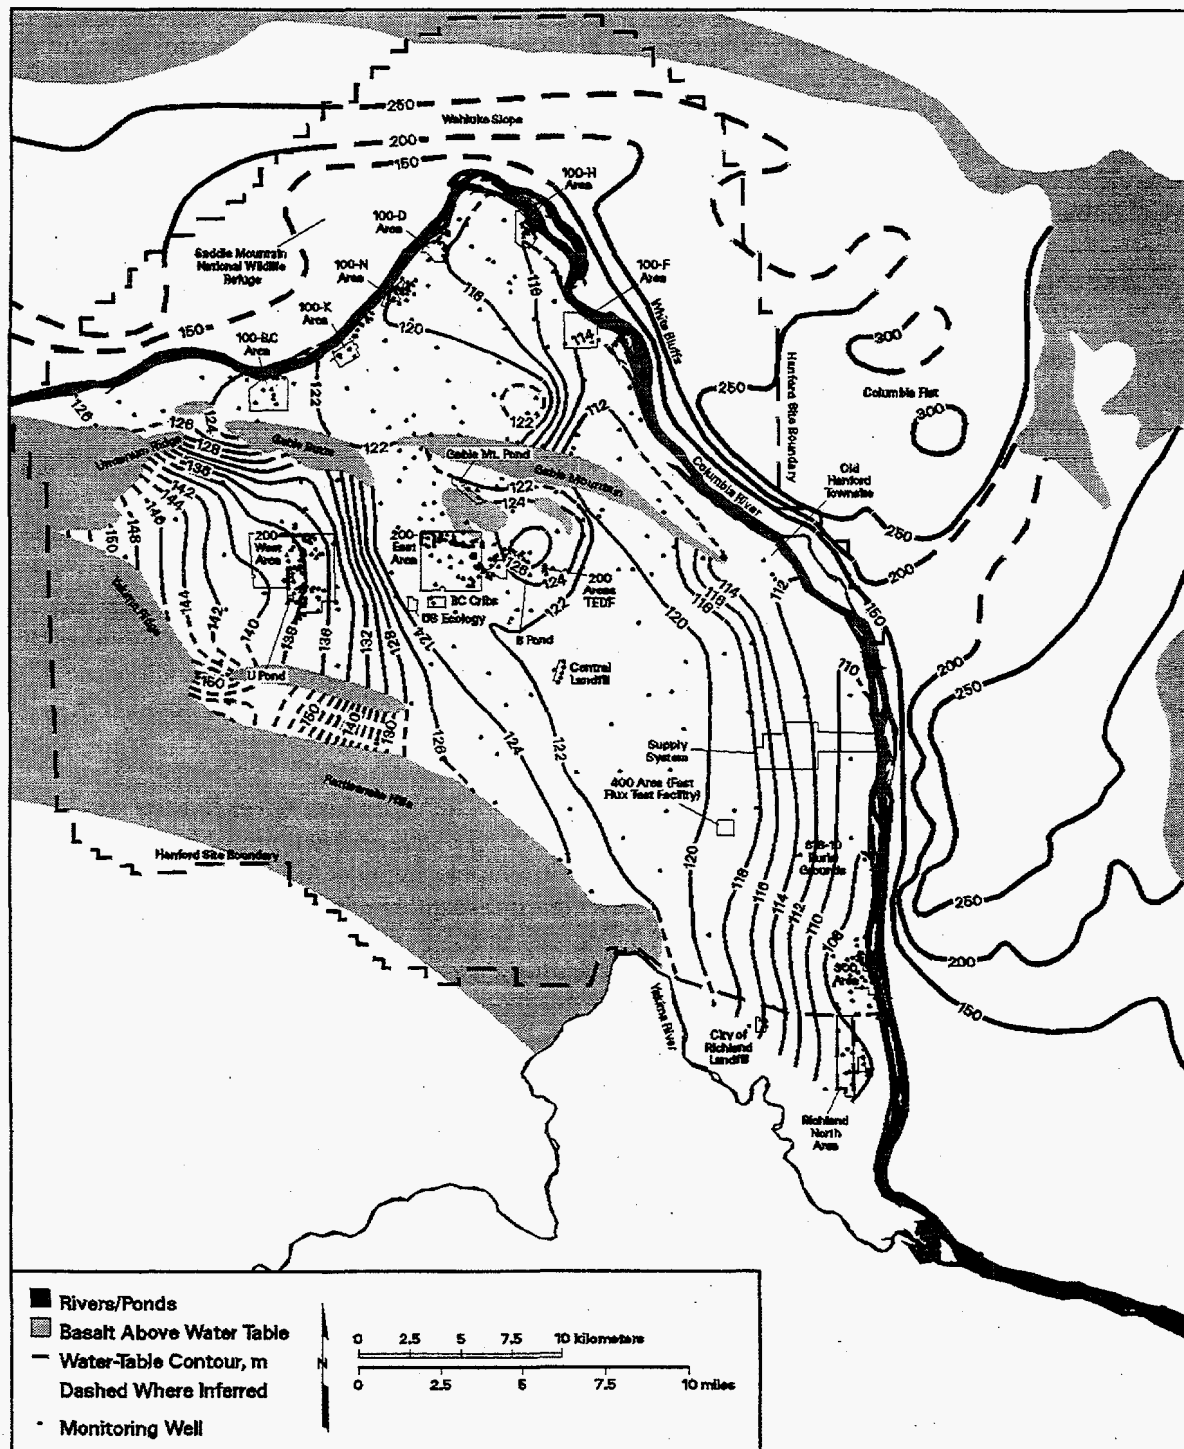 250
Wahluke Slope
200
150
100-H
Area
100-D
Area
Saddle Mountain
National Wildlife
Refuge
100-N
Area
100-F
Area
118
116
White Bluffs
100-K
Area
150
120
114
300
100-B,C
Area
122
250
Hanford Site Boundary
Columbia Flat
300
126
124
126
128
122
122
112
Umtanum Ridge
Gable Butte
Gable Mt. Pond
Gable Mountain
Columbia River
Old
Hanford
Townsite
136
142
144
146
148
150
122
124
250
200
West Area
200
East
Area
126
124
122
200
Areas
TEDF
114
116
118
112
200
150
Yakima Ridge
144
142
140
138
136
132
128
124
BC Cribs
US Ecology
B Pond
120
200
250
110
150
U Pond
Central
Landfill
150
140
130
126
124
122
Supply
System
400 Area (Fast
Flux Test Facility)
Rattlesnake Hills
Hanford Site Boundary
120
118
116
114
112
110
108
618-10
Burial
Grounds
250
200
150
300
Area
Yakima River
City of
Richland
Landfill
Richland
North
Area
Rivers/Ponds
Basalt Above Water Table
Water-Table Contour, m
Dashed Where Inferred
Monitoring Well
N
0 2.5 5 7.5 10 kilometers
0 2.5 5 7.5 10 miles